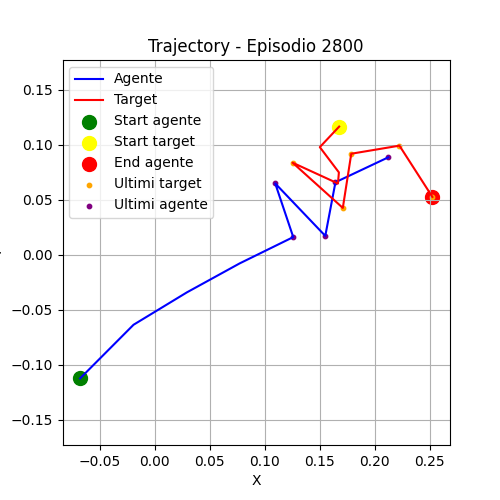 Trajectory - Episodio 2800
Agente
Target
Start agente
Start target
End agente
Ultimi target
Ultimi agente
0.15
0.10
0.05
0.00
−0.05
−0.10
−0.15
−0.05
0.00
0.05
0.10
0.15
0.20
0.25
X